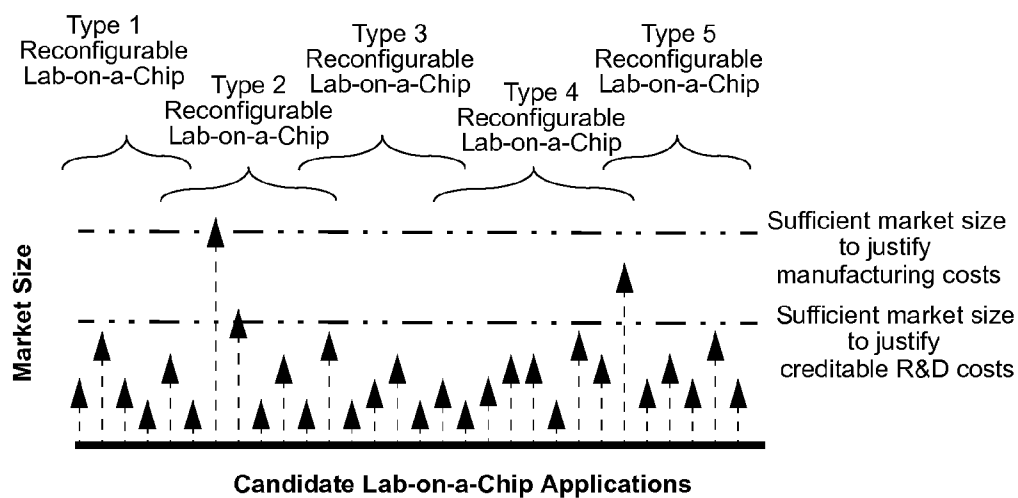 Type 1
Reconfigurable
Lab-on-a-Chip
Type 2
Reconfigurable
Lab-on-a-Chip
Type 3
Reconfigurable
Lab-on-a-Chip
Type 4
Reconfigurable
Lab-on-a-Chip
Type 5
Reconfigurable
Lab-on-a-Chip
Market Size
Sufficient market size
to justify
manufacturing costs
Sufficient market size
to justify
creditable R&D costs
Candidate Lab-on-a-Chip Applications